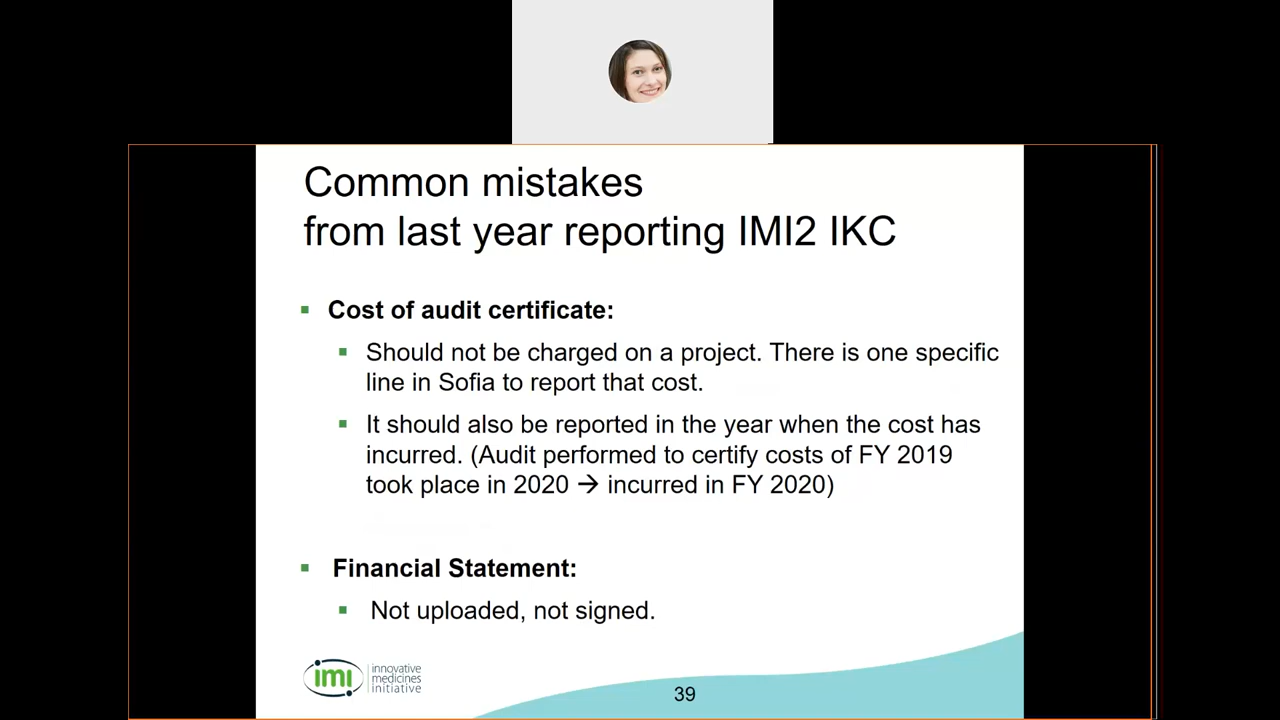 Common mistakes
from last year reporting IMI2 IKC
Cost of audit certificate:
Should not be charged on a project. There is one specific
line in Sofia to report that cost.
It should also be reported in the year when the cost has
incurred. (Audit performed to certify costs of FY 2019
took place in 2020 → incurred in FY 2020)
Financial Statement:
Not uploaded, not signed.
imi
innovative
medicines
initiative
39